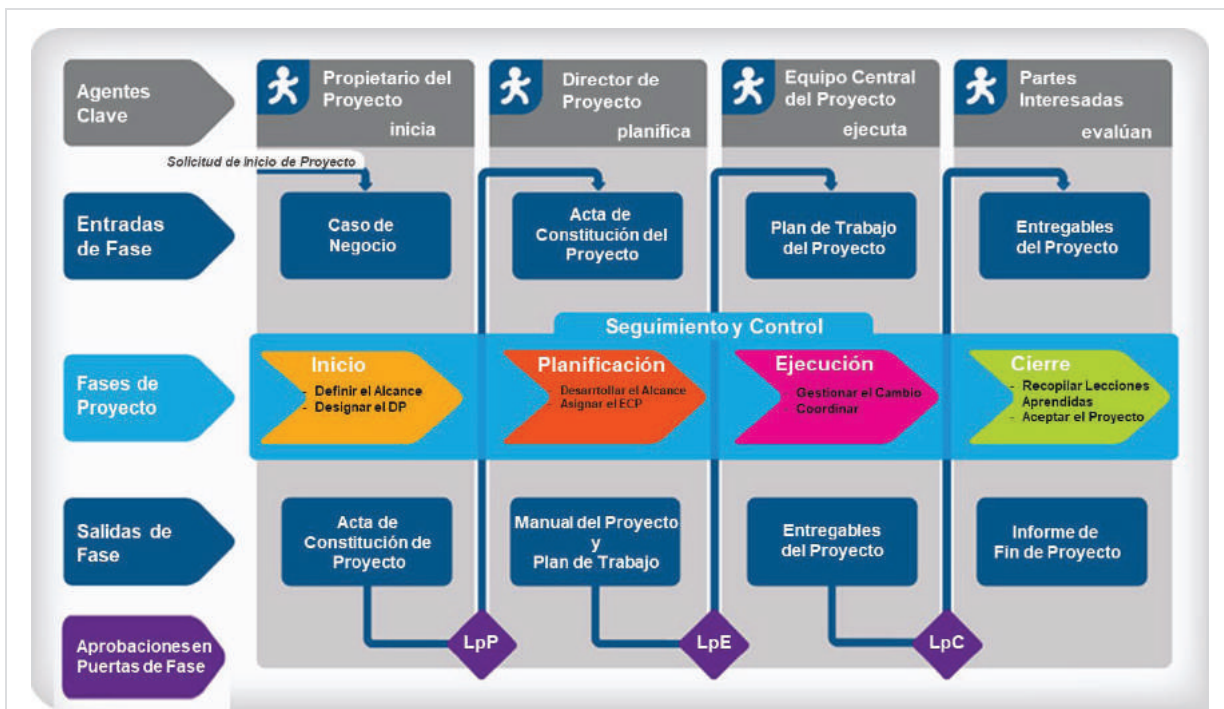 Agentes
Clave
Propietario del
Proyecto
inicia
Director de
Proyecto
planifica
Equipo Central
del Proyecto
ejecuta
Partes
Interesadas
evalúan
Solicitud de Inicio de Proyecto
Entradas
de Fase
Caso de
Negocio
Acta de
Constitución del
Proyecto
Plan de Trabajo
del Proyecto
Entregables
del Proyecto
Seguimiento y Control
Fases de
Proyecto
Inicio
- Definir el Alcance
- Designar el DP
Planificación
- Desarrollar el Alcance
- Asignar el ECP
Ejecución
- Gestionar el Cambio
- Coordinar
Cierre
- Recopilar Lecciones
Aprendidas
- Aceptar el Proyecto
Salidas de
Fase
Acta de
Constitución de
Proyecto
Manual del Proyecto
y
Plan de Trabajo
Entregables
del Proyecto
Informe de
Fin de Proyecto
Aprobaciones en
Puertas de Fase
LpP
LpE
LpC